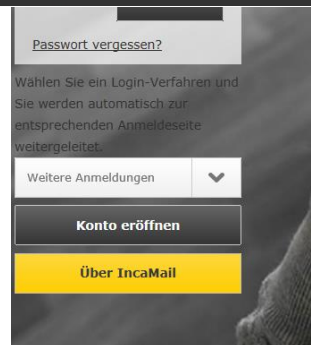 Passwort vergessen?
Wählen Sie ein Login-Verfahren und
Sie werden automatisch zur
entsprechenden Anmeldeseite
weitergeleitet.
Weitere Anmeldungen
Konto eröffnen
Über IncaMail